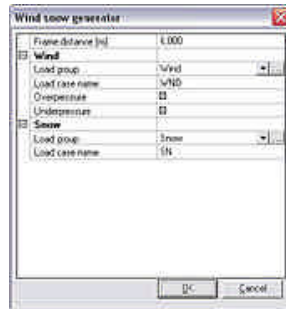 Wind snow generator
Frame distance [m] 6.000
Wind
Load group Wind
Load case name WND
Overpressure
Underpressure
Snow
Load group Snow
Load case name SN
OK Cancel